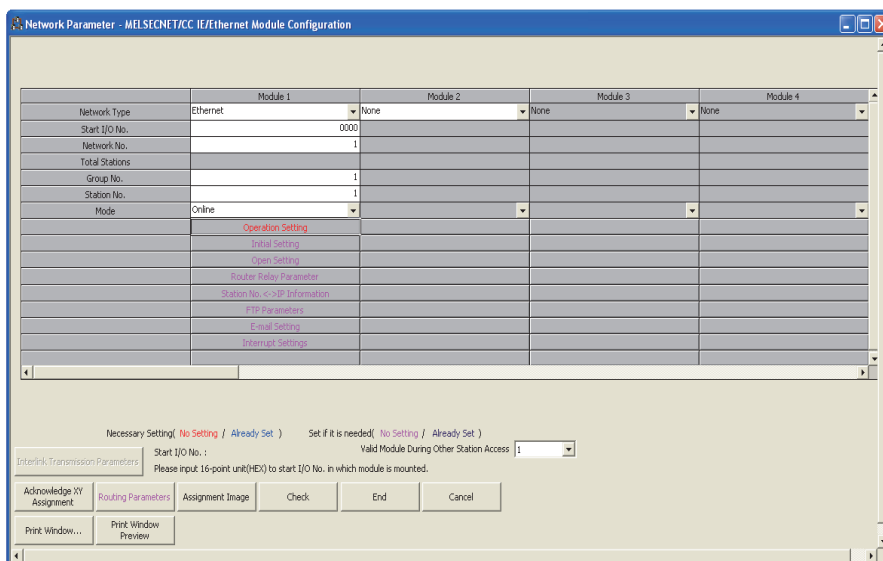 Network Parameter - MELSECNET/CC IE/Ethernet Module Configuration
Module 1 Module 2 Module 3 Module 4
Network Type Ethernet None None None
Start I/O No. 0000
Network No. 1
Total Stations
Group No. 1
Station No. 1
Mode Online
Operation Setting
Initial Setting
Open Setting
Router Relay Parameter
Station No. <->IP Information
FTP Parameters
E-mail Setting
Interrupt Settings
Necessary Setting( No Setting / Already Set ) Set if it is needed( No Setting / Already Set )
Interlink Transmission Parameters
Start I/O No. : Valid Module During Other Station Access 1
Please input 16-point unit(HEX) to start I/O No. in which module is mounted.
Acknowledge XY Assignment Routing Parameters Assignment Image Check End Cancel
Print Window... Print Window Preview